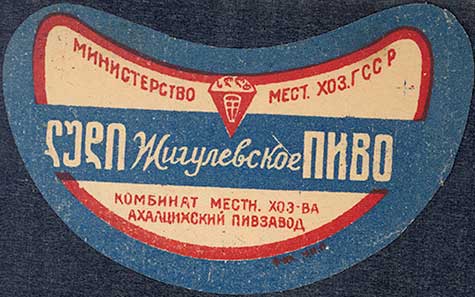 МИНИСТЕРСТВО МЕСТ. ХОЗ. ГССР
ლუდი Жигулевское ПИВО
КОМБИНАТ МЕСТН. ХОЗ-ВА
АХАЛЦИХСКИЙ ПИВЗАВОД